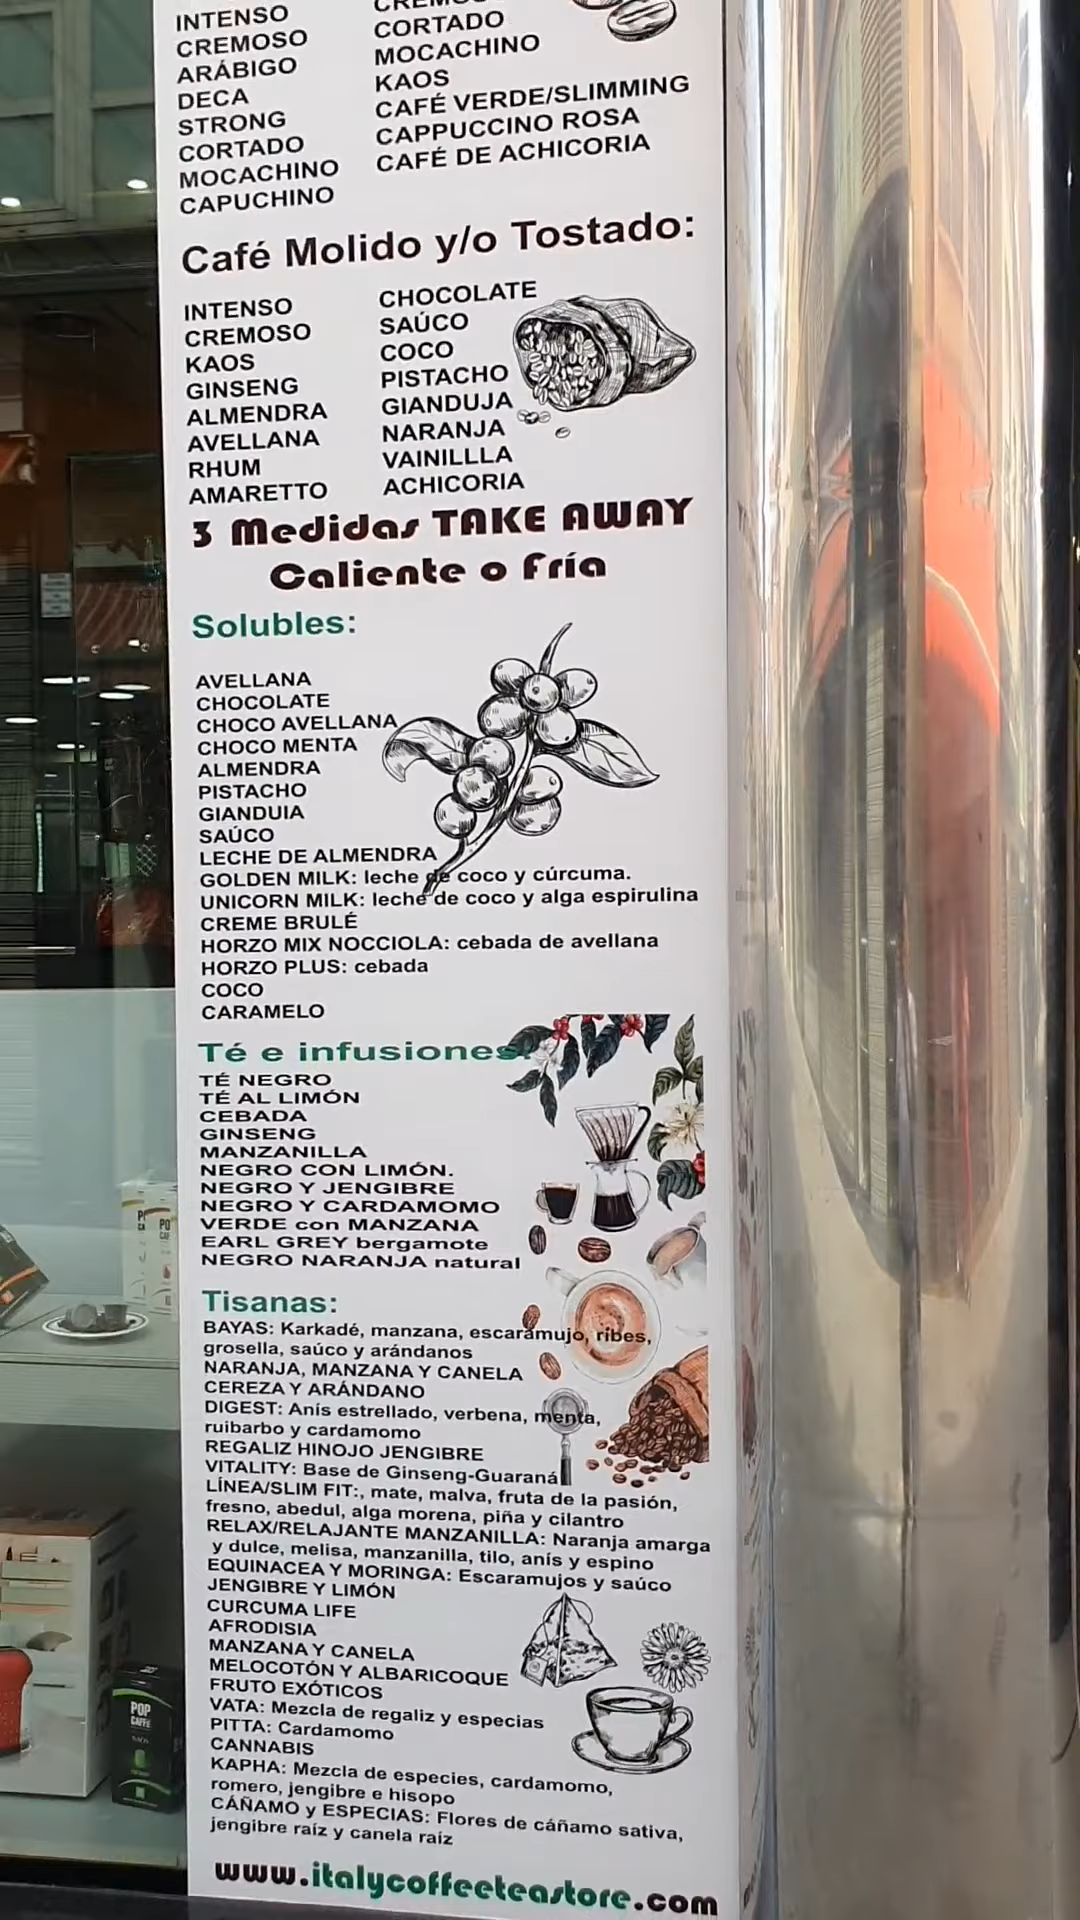 INTENSO
CREMOSO
ARÁBIGO
DECA
STRONG
CORTADO
MOCACHINO
CAPUCHINO
CORTADO
MOCACHINO
KAOS
CAFÉ VERDE/SLIMMING
CAPPUCCINO ROSA
CAFÉ DE ACHICORIA
Café Molido y/o Tostado:
INTENSO
CREMOSO
KAOS
GINSENG
ALMENDRA
AVELLANA
RHUM
AMARETTO
CHOCOLATE
SAÚCO
COCO
PISTACHO
GIANDUJA
NARANJA
VAINILLLA
ACHICORIA
3 Medidas TAKE AWAY
Caliente o Fría
Solubles:
AVELLANA
CHOCOLATE
CHOCO AVELLANA
CHOCO MENTA
ALMENDRA
PISTACHO
GIANDUIA
SAÚCO
LECHE DE ALMENDRA
GOLDEN MILK: leche de coco y cúrcuma.
UNICORN MILK: leche de coco y alga espirulina
CREME BRULÉ
HORZO MIX NOCCIOLA: cebada de avellana
HORZO PLUS: cebada
COCO
CARAMELO
Té e infusiones:
TÉ NEGRO
TÉ AL LIMÓN
CEBADA
GINSENG
MANZANILLA
NEGRO CON LIMÓN.
NEGRO Y JENGIBRE
NEGRO Y CARDAMOMO
VERDE con MANZANA
EARL GREY bergamote
NEGRO NARANJA natural
Tisanas:
BAYAS: Karkadé, manzana, escaramujo, ribes,
grosella, saúco y arándanos
NARANJA, MANZANA Y CANELA
CEREZA Y ARÁNDANO
DIGEST: Anís estrellado, verbena, menta,
ruibarbo y cardamomo
REGALIZ HINOJO JENGIBRE
VITALITY: Base de Ginseng-Guaraná
LÍNEA/SLIM FIT:, mate, malva, fruta de la pasión,
fresno, abedul, alga morena, piña y cilantro
RELAX/RELAJANTE MANZANILLA: Naranja amarga
y dulce, melisa, manzanilla, tilo, anís y espino
EQUINACEA Y MORINGA: Escaramujos y saúco
JENGIBRE Y LIMÓN
CURCUMA LIFE
AFRODISIA
MANZANA Y CANELA
MELOCOTÓN Y ALBARICOQUE
FRUTO EXÓTICOS
VATA: Mezcla de regaliz y especias
PITTA: Cardamomo
CANNABIS
KAPHA: Mezcla de especies, cardamomo,
romero, jengibre e hisopo
CÁÑAMO y ESPECIAS: Flores de cáñamo sativa,
jengibre raíz y canela raíz
www.italycoffeeteastore.com
POP
CAFFÈ